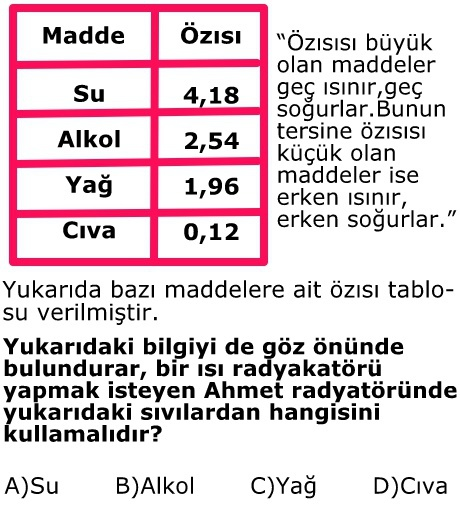 Madde Özısı
Su 4,18
Alkol 2,54
Yağ 1,96
Cıva 0,12
“Özısısı büyük
olan maddeler
geç ısınır,geç
soğurlar.Bunun
tersine özısısı
küçük olan
maddeler ise
erken ısınır,
erken soğurlar.”
Yukarıda bazı maddelere ait özısı tablo-
su verilmiştir.
Yukarıdaki bilgiyi de göz önünde
bulundurar, bir ısı radyakatörü
yapmak isteyen Ahmet radyatöründe
yukarıdaki sıvılardan hangisini
kullamalıdır?
A)Su B)Alkol C)Yağ D)Cıva